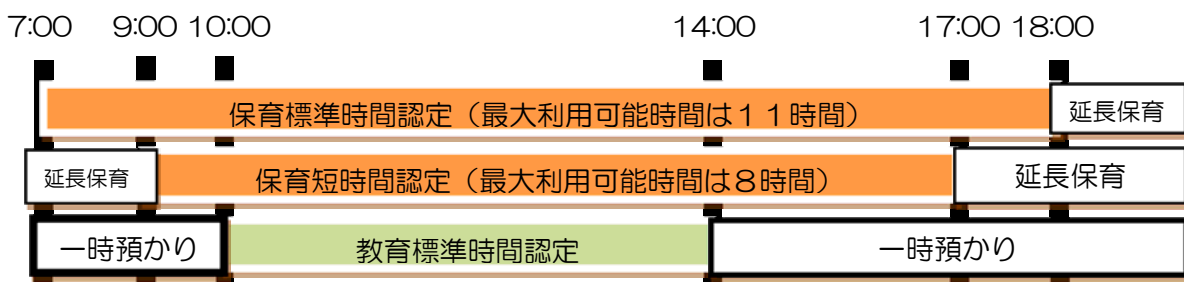 7:00 9:00 10:00 14:00 17:00 18:00
保育標準時間認定（最大利用可能時間は１１時間） 延長保育
延長保育 保育短時間認定（最大利用可能時間は８時間） 延長保育
一時預かり 教育標準時間認定 一時預かり